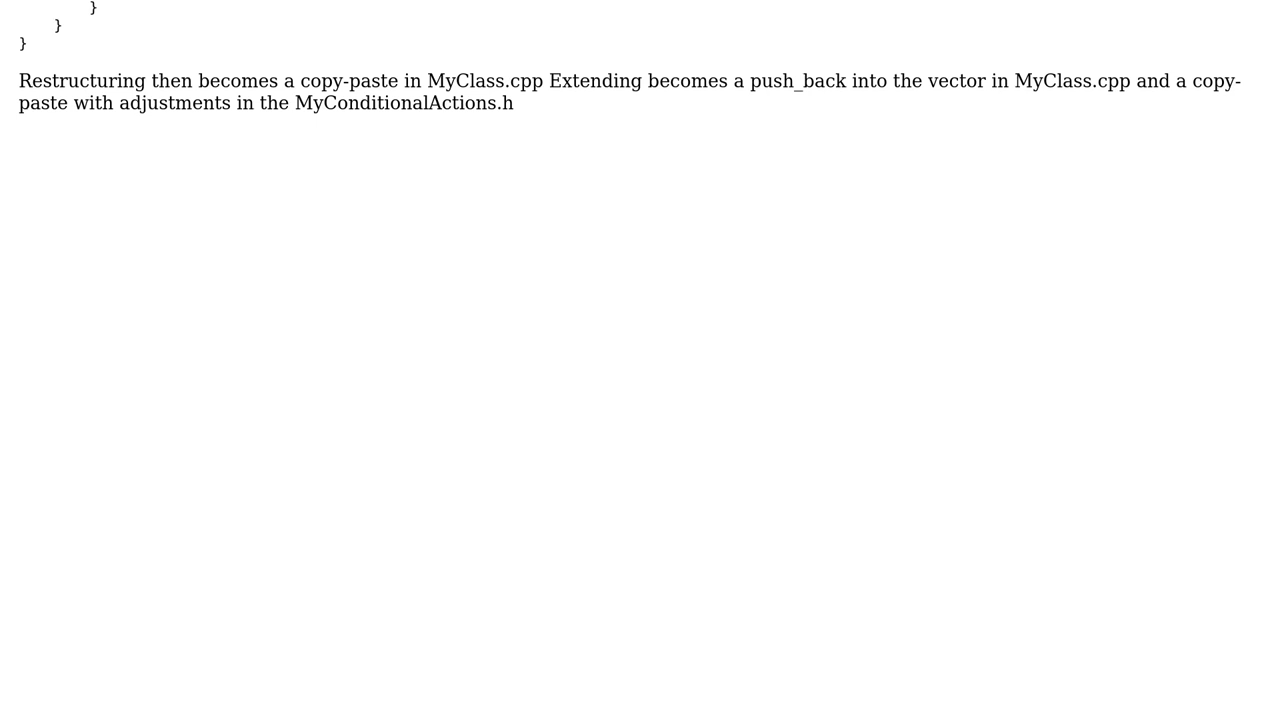 }
}
}
Restructuring then becomes a copy-paste in MyClass.cpp Extending becomes a push_back into the vector in MyClass.cpp and a copy-
paste with adjustments in the MyConditionalActions.h